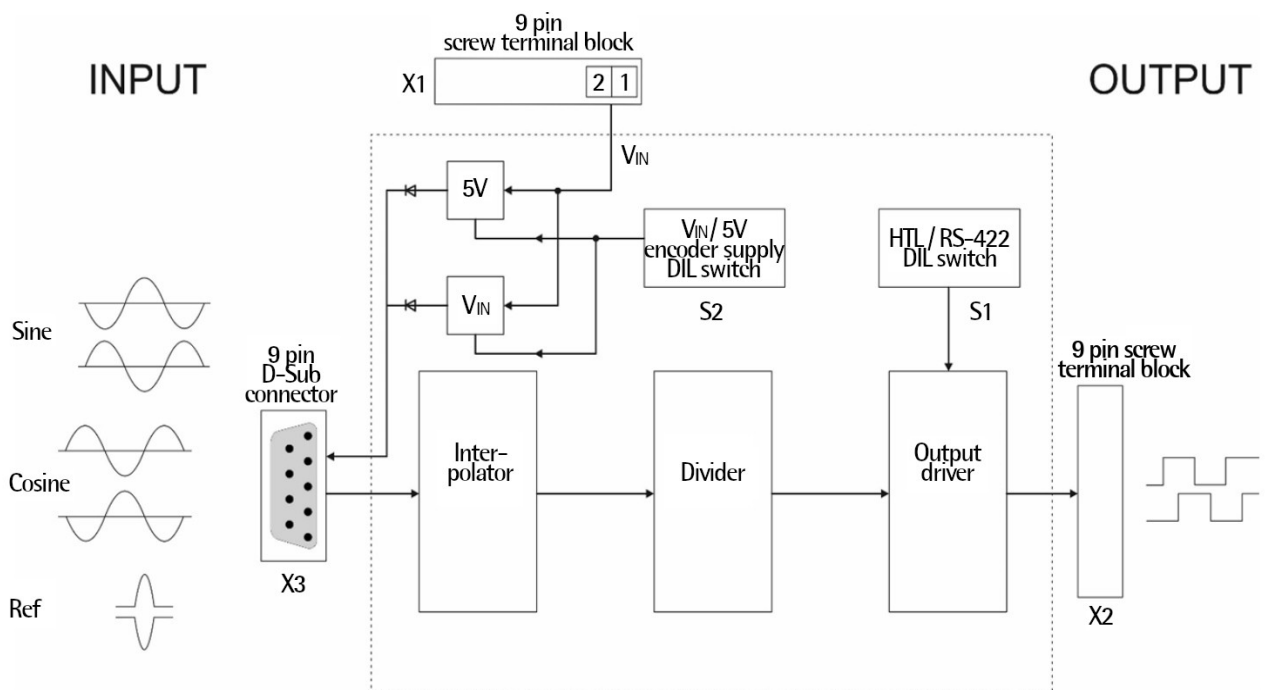 9 pin
screw terminal block
INPUT
X1
2 1
OUTPUT
VIN
5V
VIN / 5V
encoder supply
DIL switch
S2
HTL / RS-422
DIL switch
S1
VIN
Sine
9 pin
D-Sub
connector
9 pin screw
terminal block
Inter-
polator
Divider
Output
driver
Cosine
X3
Ref
X2